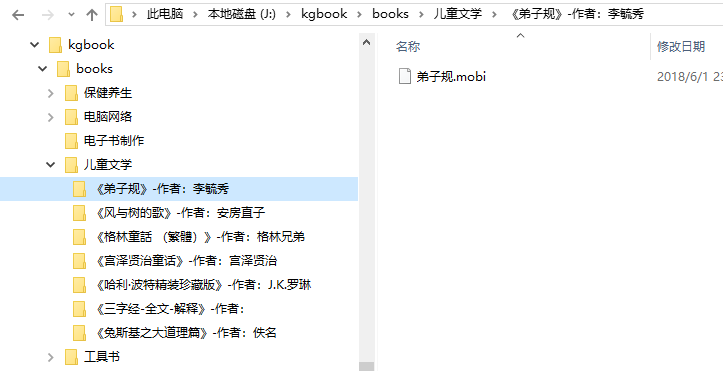 此电脑 › 本地磁盘 (J:) › kgbook › books › 儿童文学 › 《弟子规》-作者：李毓秀
kgbook
books
保健养生
电脑网络
电子书制作
儿童文学
《弟子规》-作者：李毓秀
《风与树的歌》-作者：安房直子
《格林童話 （繁體）》-作者：格林兄弟
《宫泽贤治童话》-作者：宫泽贤治
《哈利·波特精装珍藏版》-作者：J.K.罗琳
《三字经-全文-解释》-作者：
《兔斯基之大道理篇》-作者：佚名
工具书
名称 修改日期
弟子规.mobi 2018/6/1 23